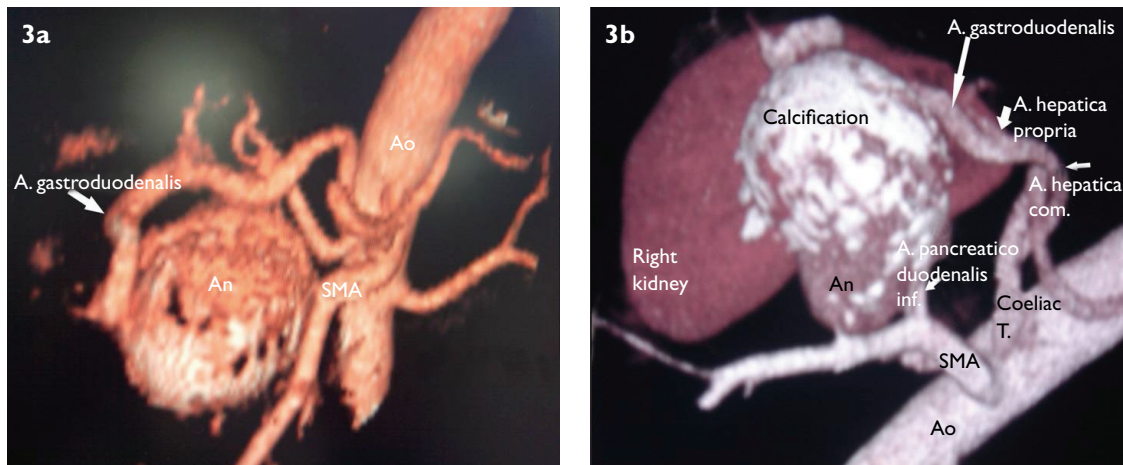 3a
Ao
A. gastroduodenalis
An
SMA
3b
A. gastroduodenalis
Calcification
A. hepatica
propria
A. hepatica
com.
A. pancreatico
duodenalis
inf.
Right
kidney
An
Coeliac
T.
SMA
Ao